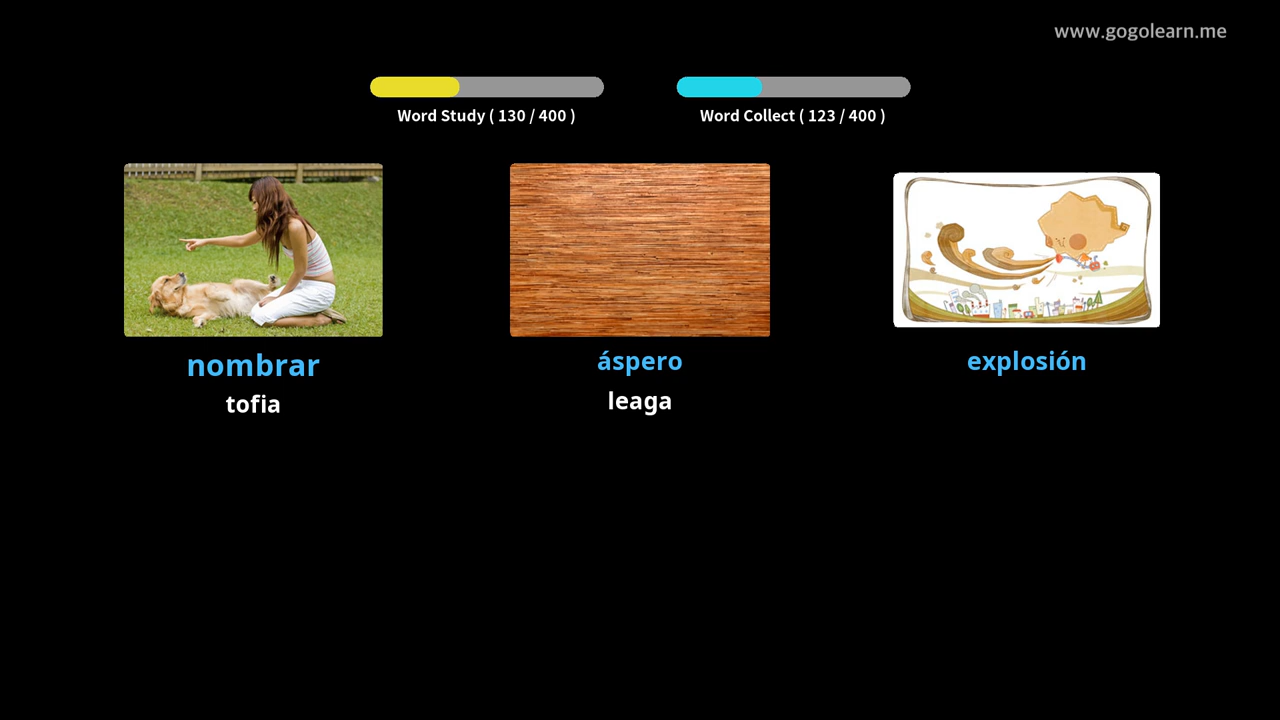 www.gogolearn.me
Word Study ( 130 / 400 )
Word Collect ( 123 / 400 )
nombrar
tofia
áspero
leaga
explosión